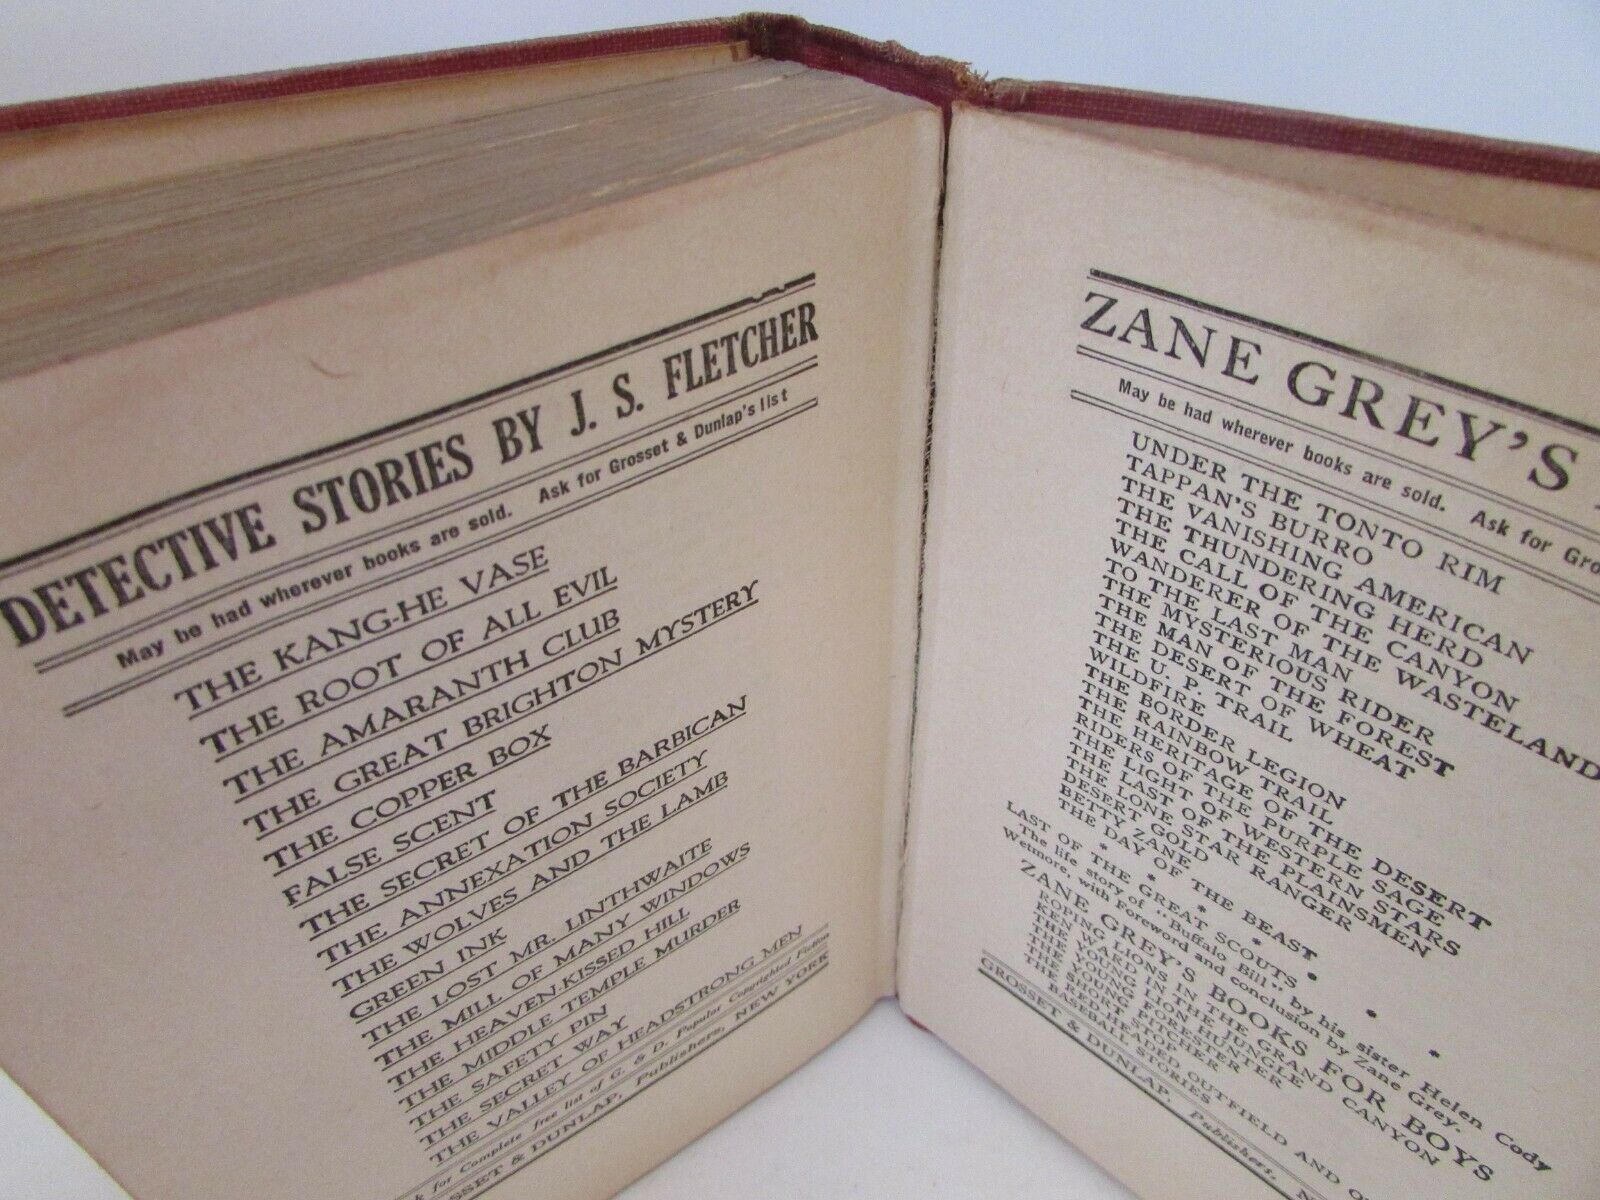 DETECTIVE STORIES BY J. S. FLETCHER
May be had wherever books are sold. Ask for Grosset & Dunlap's list
THE KANG-HE VASE
THE ROOT OF ALL EVIL
THE AMARANTH CLUB
THE GREAT BRIGHTON MYSTERY
THE COPPER BOX
FALSE SCENT
THE SECRET OF THE BARBICAN
THE ANNEXATION SOCIETY
THE WOLVES AND THE LAMB
GREEN INK
THE LOST MR. LINTHWAITE
THE MILL OF MANY WINDOWS
THE HEAVEN-KISSED HILL
THE MIDDLE TEMPLE MURDER
THE SAFETY PIN
THE SECRET WAY
THE VALLEY OF HEADSTRONG MEN
for Complete free list of G. & D. Popular Copyrighted Fiction
& DUNLAP, Publishers, NEW YORK
ZANE GREY'S
May be had wherever books are sold. Ask for
UNDER THE TONTO RIM
TAPPAN'S BURRO
THE VANISHING AMERICAN
THE THUNDERING HERD
THE CALL OF THE CANYON
WANDERER OF THE WASTELAND
TO THE LAST MAN
THE MYSTERIOUS RIDER
THE MAN OF THE FOREST
THE DESERT OF WHEAT
THE U. P. TRAIL
WILDFIRE
THE BORDER LEGION
THE RAINBOW TRAIL
THE HERITAGE OF THE DESERT
RIDERS OF THE PURPLE SAGE
THE LIGHT OF WESTERN STARS
THE LAST OF THE PLAINSMEN
THE LONE STAR RANGER
DESERT GOLD
BETTY ZANE
THE DAY OF THE BEAST
* * * * * *
LAST OF THE GREAT SCOUTS
The life story of "Buffalo Bill" by his sister Helen Cody
Wetmore, with Foreword and conclusion by Zane Grey.
ZANE GREY'S BOOKS FOR BOYS
ROPING LIONS IN THE GRAND CANYON
KEN WARD IN THE JUNGLE
THE YOUNG LION HUNTER
THE YOUNG FORESTER
THE YOUNG PITCHER
THE SHORT STOP
THE RED-HEADED OUTFIELD AND
BASEBALL STORIES
GROSSET & DUNLAP, Publishers,